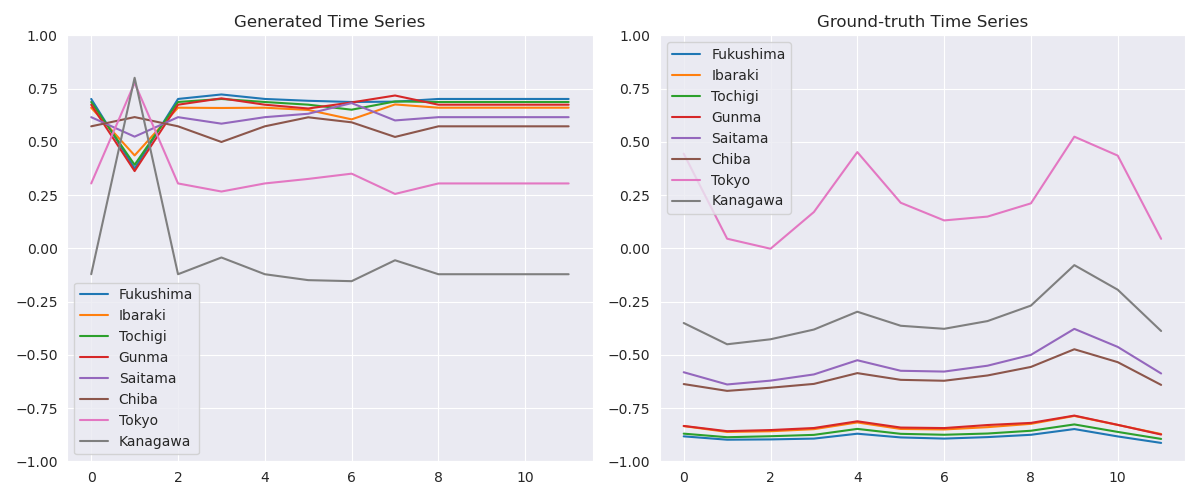 Generated Time Series
1.00
0.75
0.50
0.25
0.00
−0.25
−0.50
−0.75
−1.00
0
2
4
6
8
10
Fukushima
Ibaraki
Tochigi
Gunma
Saitama
Chiba
Tokyo
Kanagawa
Ground-truth Time Series
1.00
0.75
0.50
0.25
0.00
−0.25
−0.50
−0.75
−1.00
0
2
4
6
8
10
Fukushima
Ibaraki
Tochigi
Gunma
Saitama
Chiba
Tokyo
Kanagawa